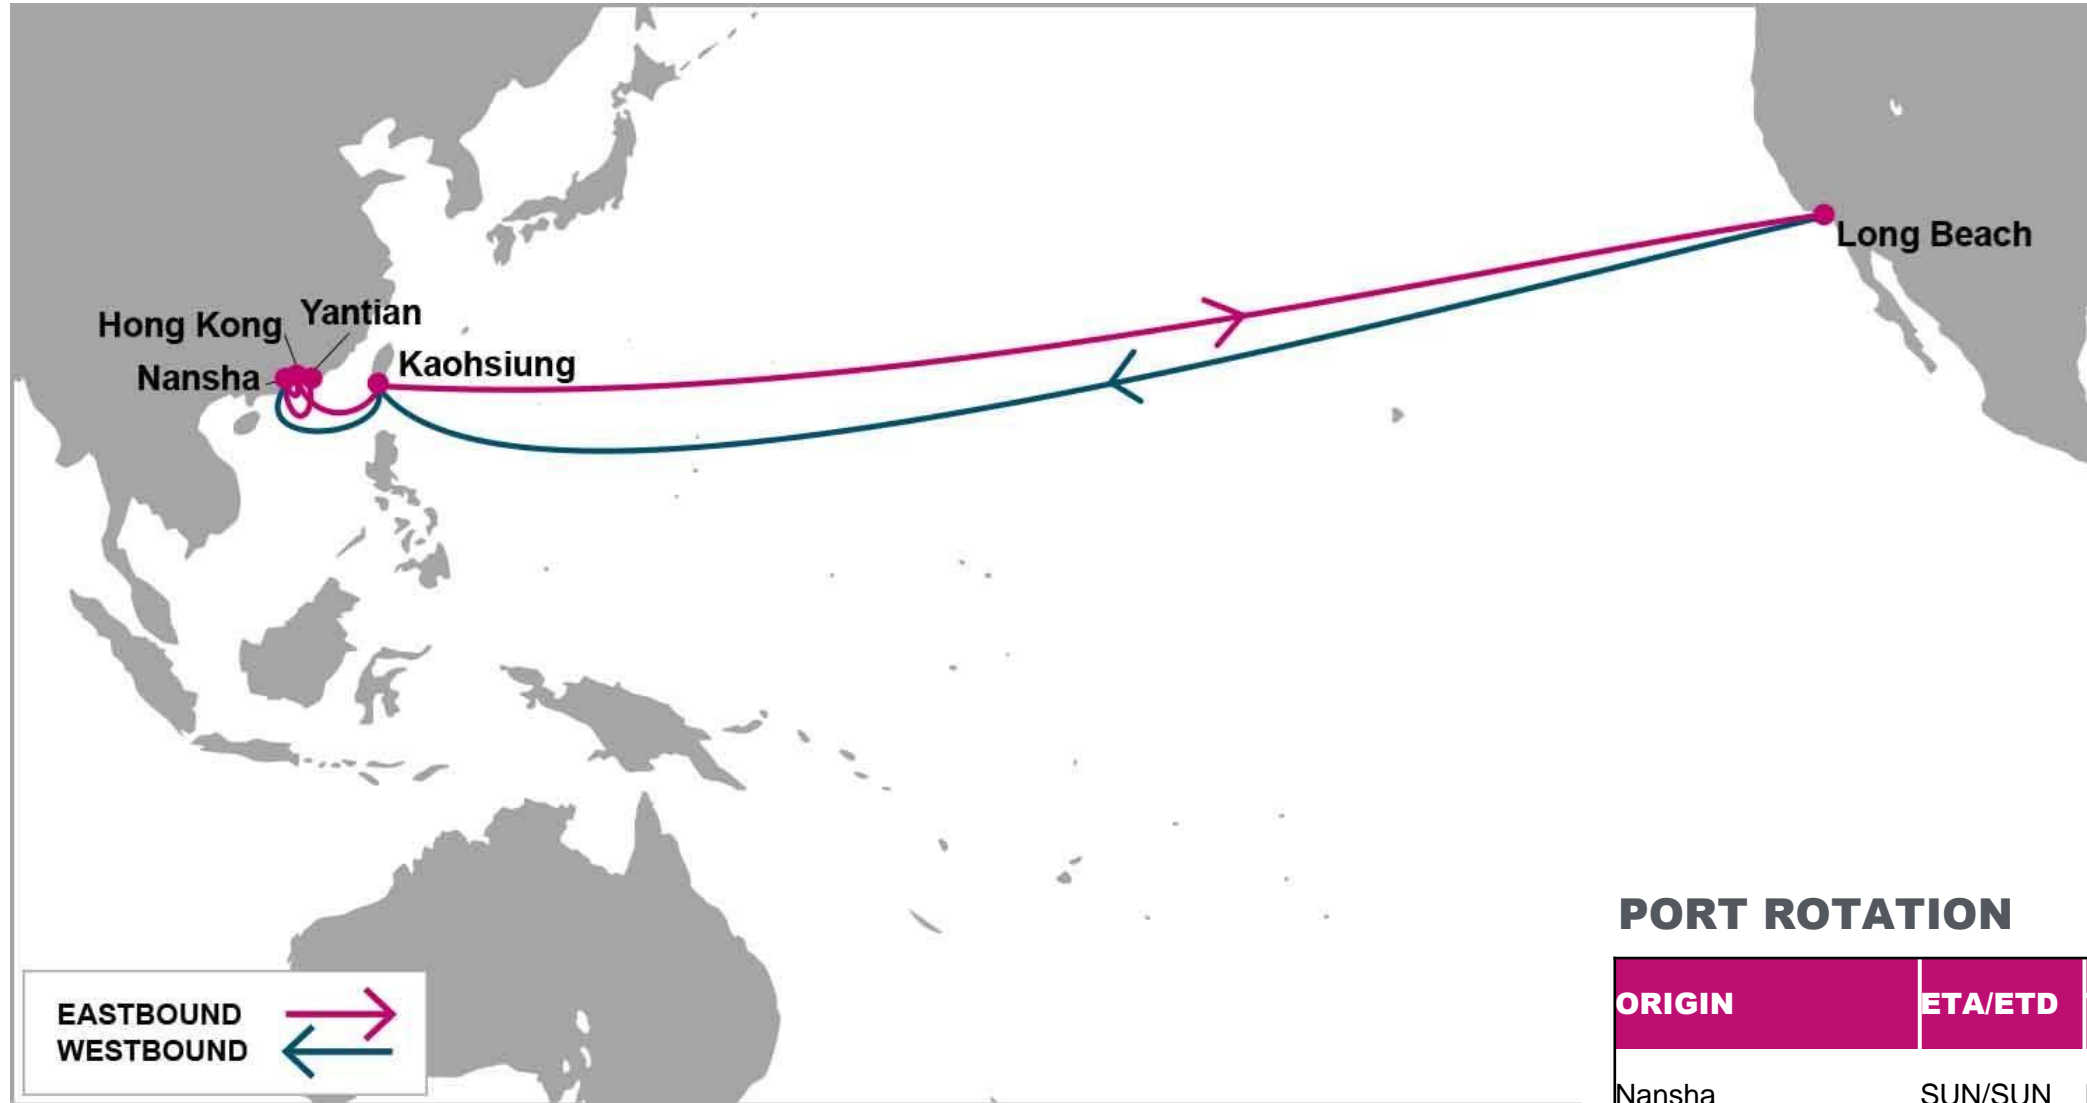 Hong Kong
Yantian
Nansha
Kaohsiung
Long Beach
EASTBOUND
WESTBOUND
PORT ROTATION
ORIGIN ETA/ETD
Nansha SUN/SUN